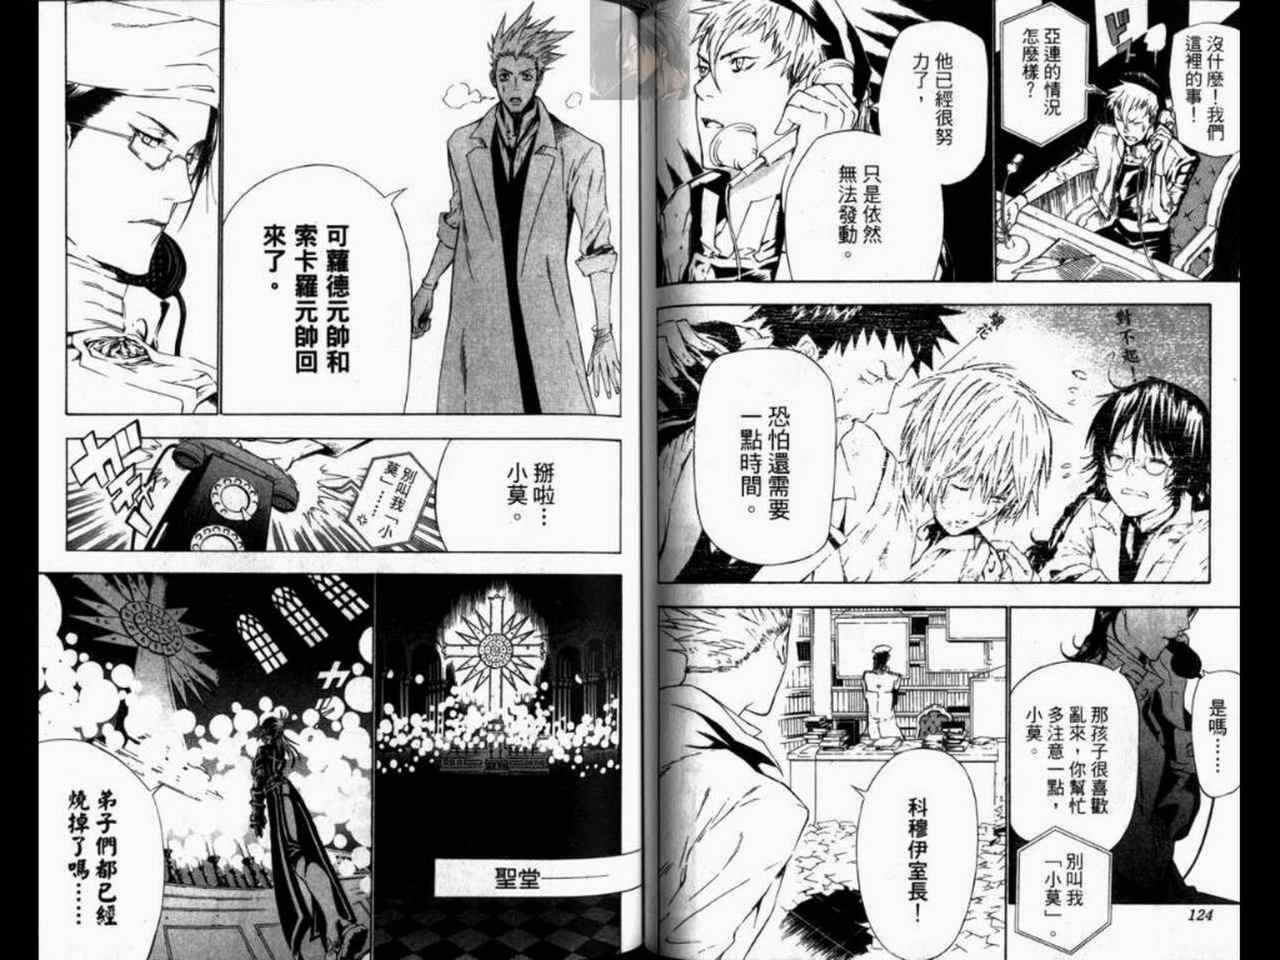 沒什麼！我們
這裡的事！
亞連的情況
怎麼樣？
他已經很努
力了，
只是依然
無法發動。
對不起！
恐怕還需要
一點時間。
是嗎……
那孩子很喜歡
亂來，你幫忙
多注意一點，
小莫。
別叫我
「小莫」。
124
科穆伊室長！
可蘿德元帥和
索卡羅元帥回
來了。
掰啦…
小莫。
別叫我「小
莫」……
聖堂——
カッ
弟子們都已經
燒掉了嗎……